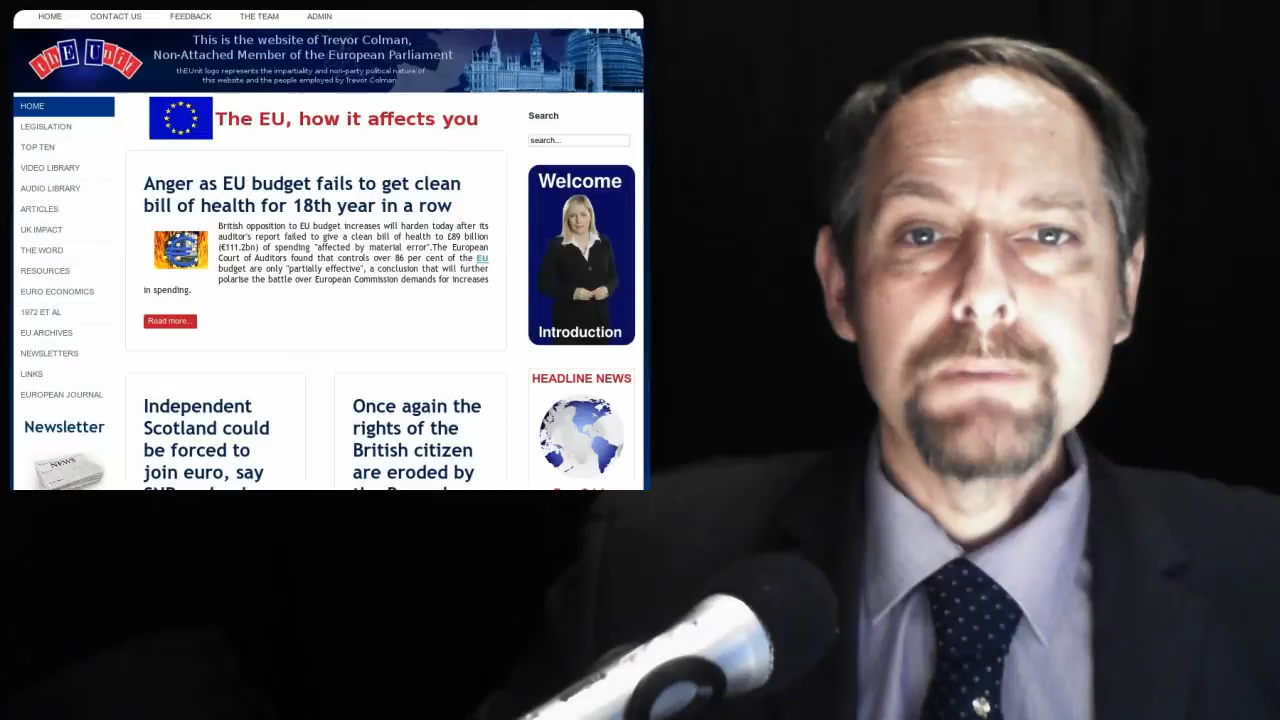 HOME CONTACT US FEEDBACK THE TEAM ADMIN
thEUnit
This is the website of Trevor Colman,
Non-Attached Member of the European Parliament
thEUnit logo represents the impartiality and non-party political nature of
this website and the people employed by Trevor Colman
HOME
LEGISLATION
TOP TEN
VIDEO LIBRARY
AUDIO LIBRARY
ARTICLES
UK IMPACT
THE WORD
RESOURCES
EURO ECONOMICS
1972 ET AL
EU ARCHIVES
NEWSLETTERS
LINKS
EUROPEAN JOURNAL
Newsletter
NEWS
The EU, how it affects you
Anger as EU budget fails to get clean
bill of health for 18th year in a row
British opposition to EU budget increases will harden today after its
auditor's report failed to give a clean bill of health to £89 billion
(€111.2bn) of spending "affected by material error".The European
Court of Auditors found that controls over 86 per cent of the EU
budget are only "partially effective", a conclusion that will further
polarise the battle over European Commission demands for increases
in spending.
Read more...
Independent
Scotland could
be forced to
join euro, say
Once again the
rights of the
British citizen
are eroded by
Search
search...
Welcome
Introduction
HEADLINE NEWS